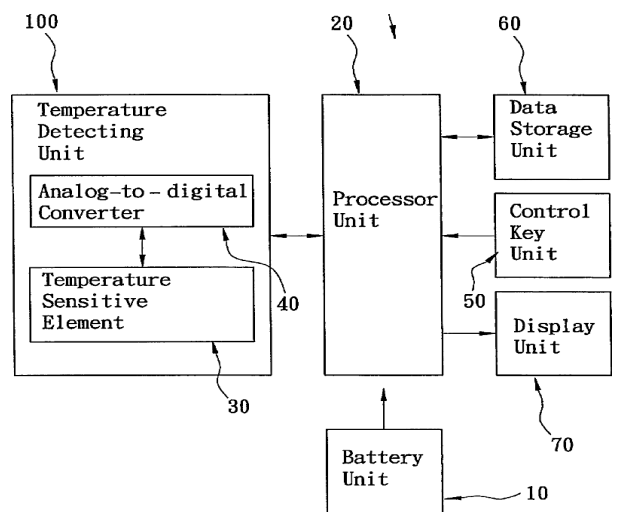 100
20
60
Temperature
Detecting
Unit
Analog-to-digital
Converter
Temperature
Sensitive
Element
40
30
Processor
Unit
Data
Storage
Unit
Control
Key
Unit
50
Display
Unit
70
Battery
Unit
10